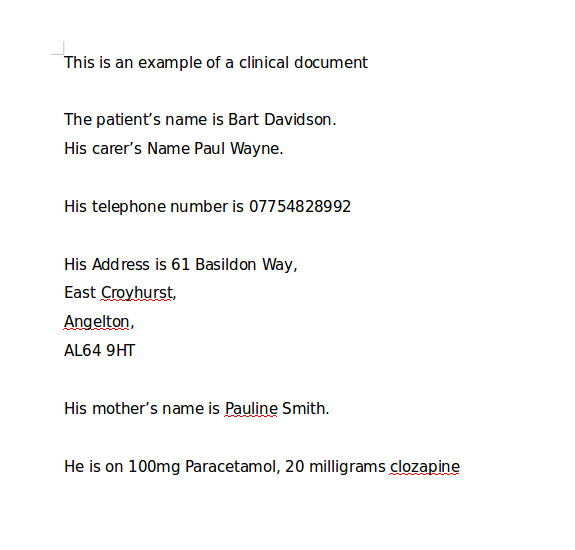 This is an example of a clinical document
The patient’s name is Bart Davidson.
His carer’s Name Paul Wayne.
His telephone number is 07754828992
His Address is 61 Basildon Way,
East Croyhurst,
Angelton,
AL64 9HT
His mother’s name is Pauline Smith.
He is on 100mg Paracetamol, 20 milligrams clozapine